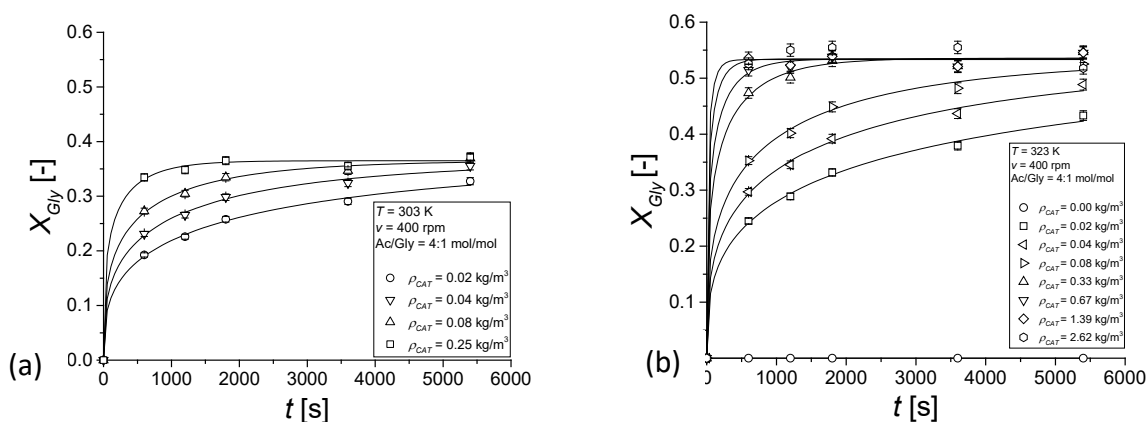 0.6
0.5
0.4
0.3
0.2
0.1
0.0
X_Gly [-]
T = 303 K
v = 400 rpm
Ac/Gly = 4:1 mol/mol
ρ_CAT = 0.02 kg/m³
ρ_CAT = 0.04 kg/m³
ρ_CAT = 0.08 kg/m³
ρ_CAT = 0.25 kg/m³
(a)
0 1000 2000 3000 4000 5000 6000
t [s]
0.6
0.5
0.4
0.3
0.2
0.1
X_Gly [-]
T = 323 K
v = 400 rpm
Ac/Gly = 4:1 mol/mol
ρ_CAT = 0.00 kg/m³
ρ_CAT = 0.02 kg/m³
ρ_CAT = 0.04 kg/m³
ρ_CAT = 0.08 kg/m³
ρ_CAT = 0.33 kg/m³
ρ_CAT = 0.67 kg/m³
ρ_CAT = 1.39 kg/m³
ρ_CAT = 2.62 kg/m³
(b)
0 1000 2000 3000 4000 5000 6000
t [s]